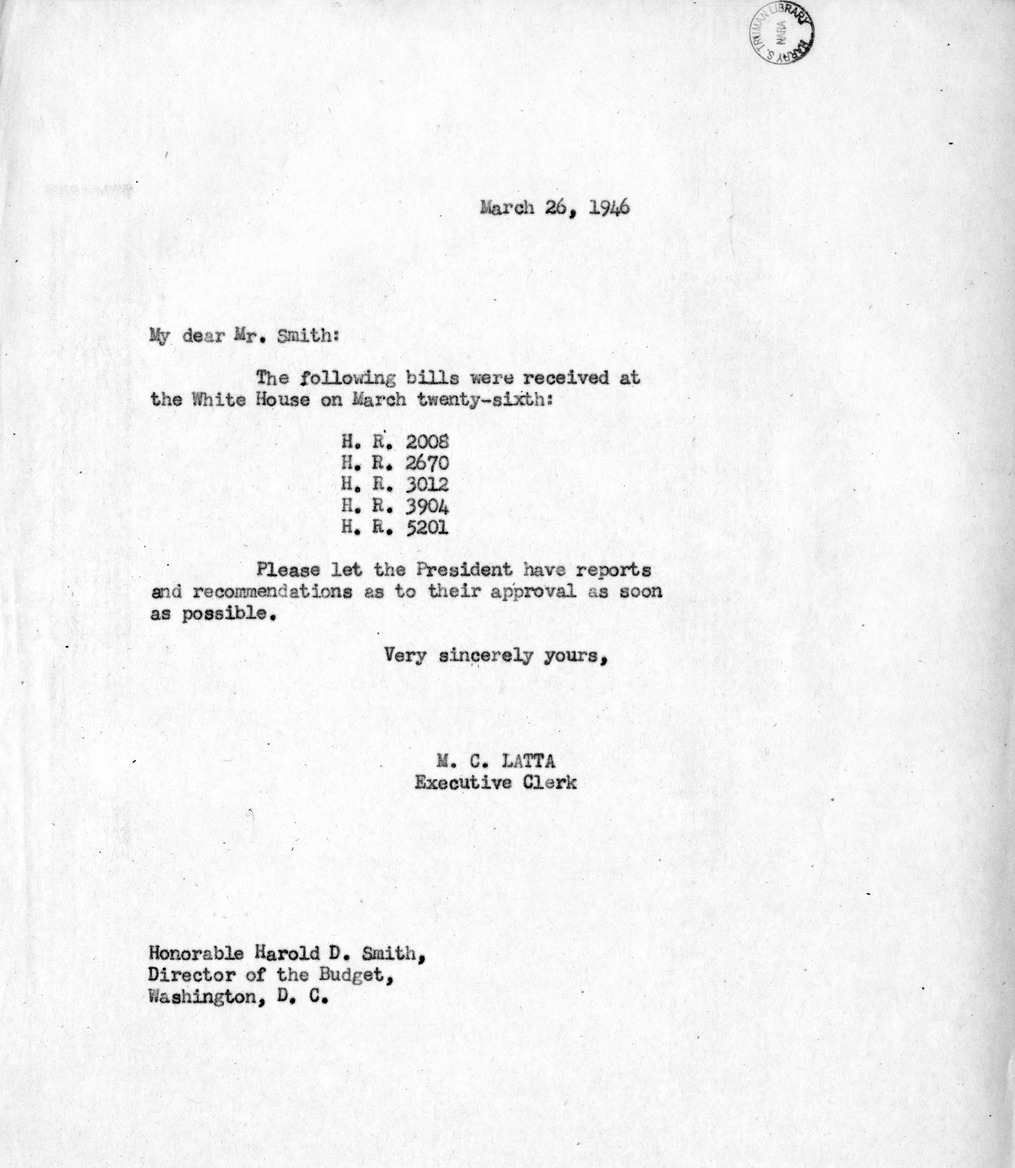 HARRY S. TRUMAN LIBRARY
NARA
March 26, 1946
My dear Mr. Smith:
The following bills were received at
the White House on March twenty-sixth:
H. R. 2008
H. R. 2670
H. R. 3012
H. R. 3904
H. R. 5201
Please let the President have reports
and recommendations as to their approval as soon
as possible.
Very sincerely yours,
M. C. LATTA
Executive Clerk
Honorable Harold D. Smith,
Director of the Budget,
Washington, D. C.